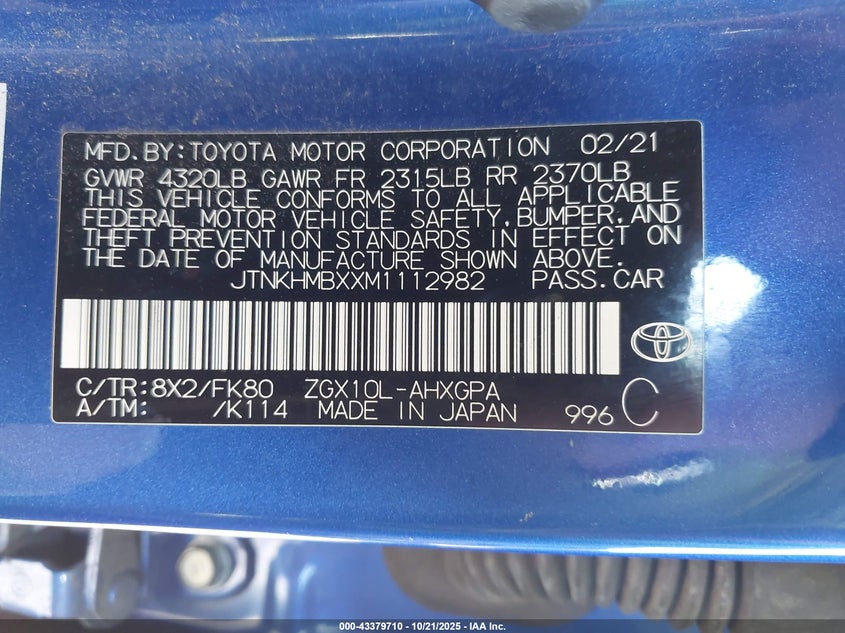 MFD.BY:TOYOTA MOTOR CORPORATION 02/21
GVWR 4320LB GAWR FR 2315LB RR 2370LB
THIS VEHICLE CONFORMS TO ALL APPLICABLE
FEDERAL MOTOR VEHICLE SAFETY,BUMPER,AND
THEFT PREVENTION STANDARDS IN EFFECT ON
THE DATE OF MANUFACTURE SHOWN ABOVE.
JTNKHMBXXM1112982 PASS.CAR
C/TR:8X2/FK80 ZGX10L-AHXGPA
A/TM: /K114 MADE IN JAPAN 996 C
000-43379710 - 10/21/2025 - IAA Inc.